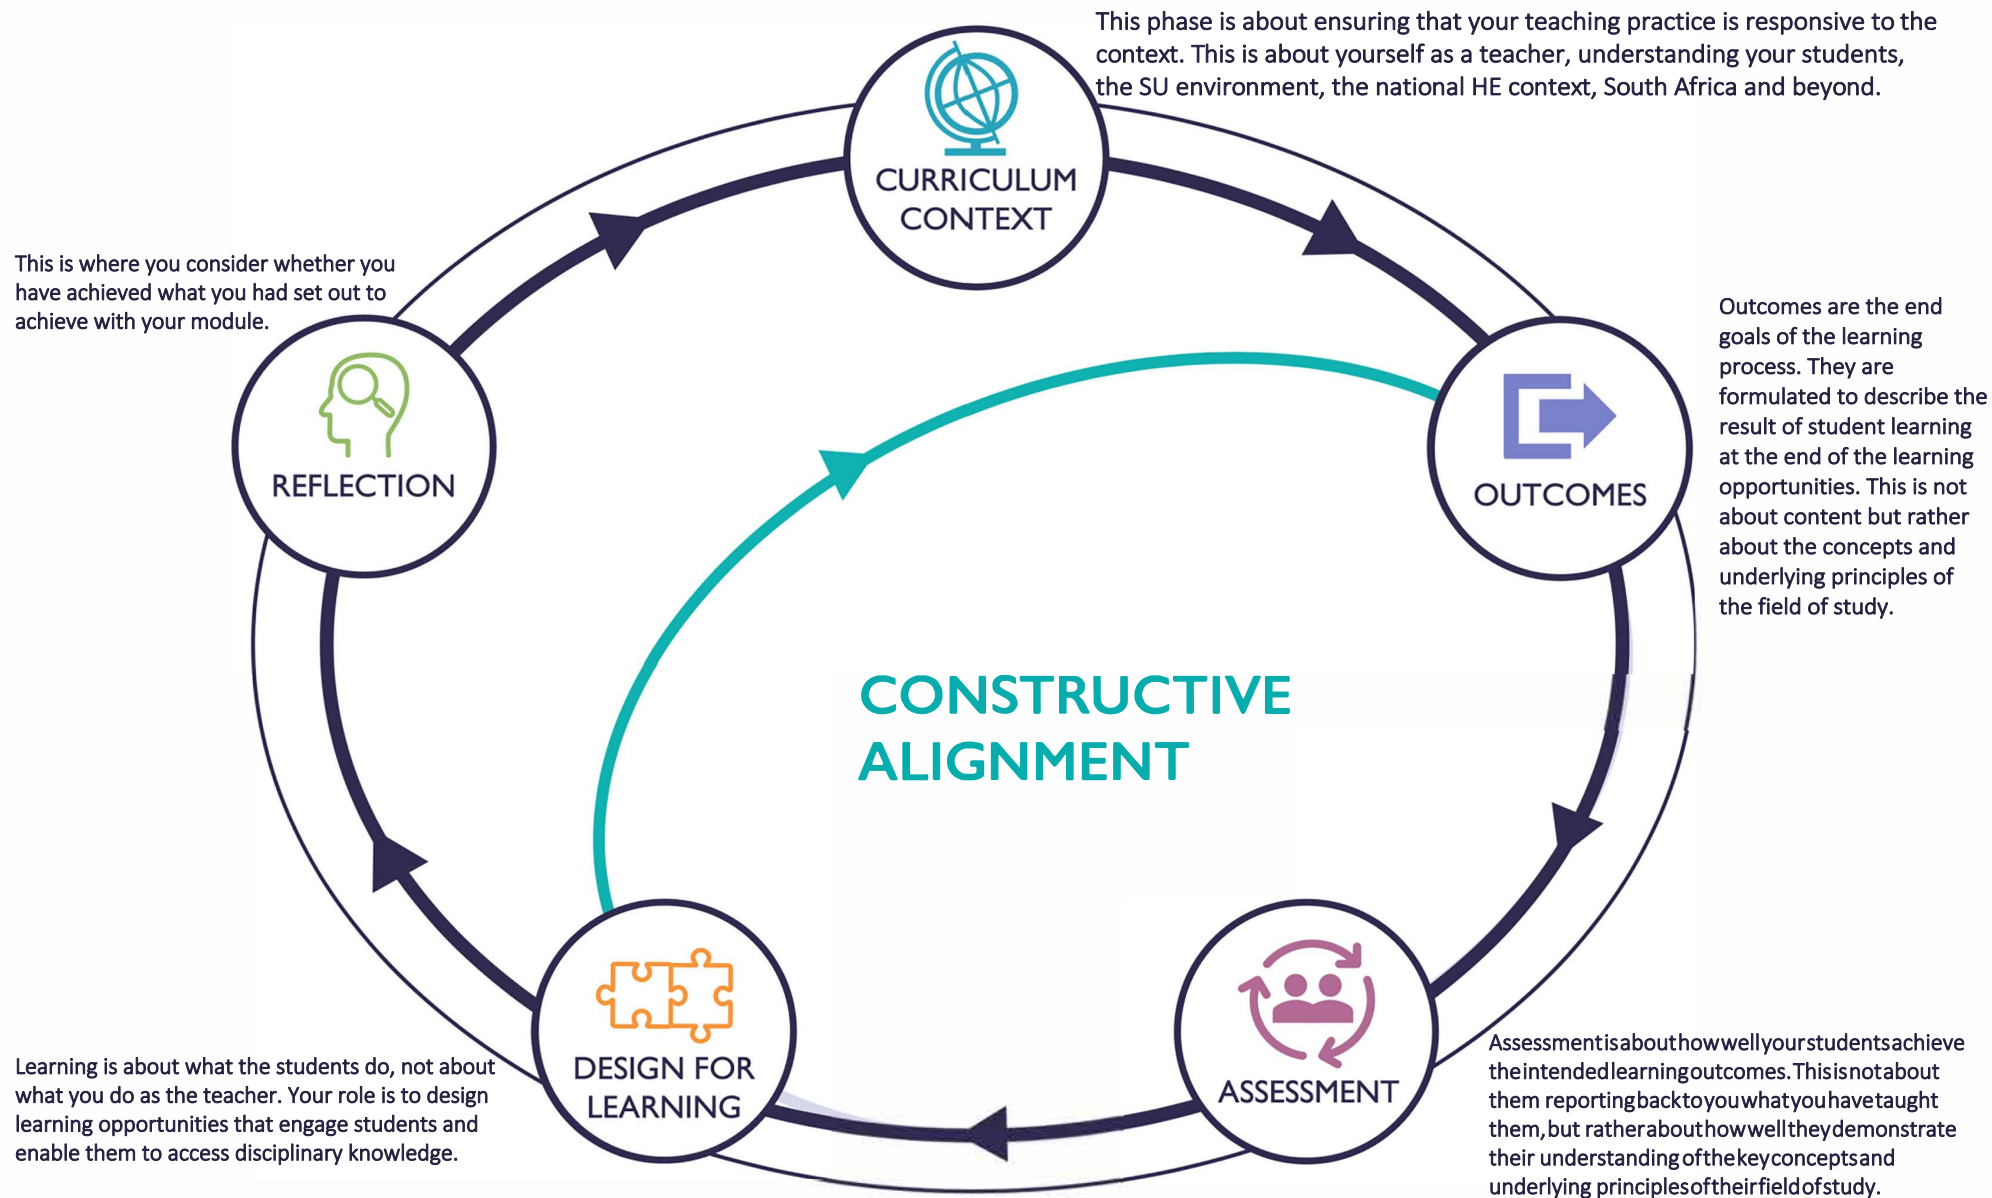 This phase is about ensuring that your teaching practice is responsive to the
context. This is about yourself as a teacher, understanding your students,
the SU environment, the national HE context, South Africa and beyond.
CURRICULUM
CONTEXT
This is where you consider whether you
have achieved what you had set out to
achieve with your module.
REFLECTION
Outcomes are the end
goals of the learning
process. They are
formulated to describe the
result of student learning
at the end of the learning
opportunities. This is not
about content but rather
about the concepts and
underlying principles of
the field of study.
OUTCOMES
CONSTRUCTIVE
ALIGNMENT
Learning is about what the students do, not about
what you do as the teacher. Your role is to design
learning opportunities that engage students and
enable them to access disciplinary knowledge.
DESIGN FOR
LEARNING
ASSESSMENT
Assessmentisabouthowwellyourstudentsachieve
theintendedlearningoutcomes.Thisisnotabout
them reportingbacktoyouwhatyouhavetaught
them,but ratherabouthowwelltheydemonstrate
their understandingofthekeyconceptsand
underlying principlesoftheirfieldofstudy.